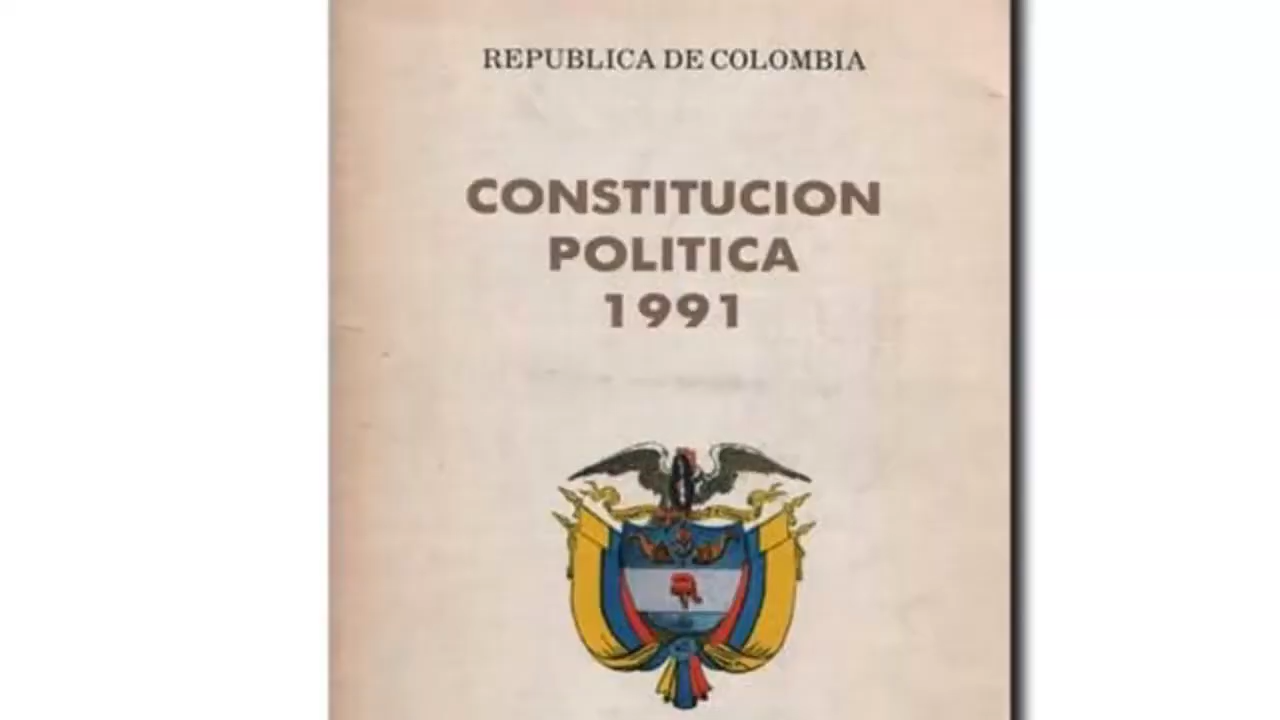 REPUBLICA DE COLOMBIA
CONSTITUCION
POLITICA
1991